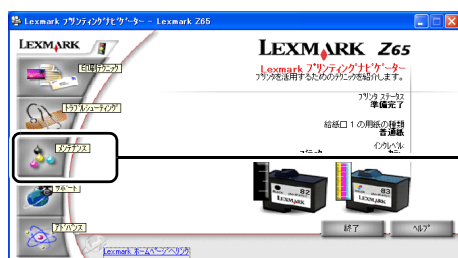 Lexmark プリンティングナビゲーター - Lexmark Z65
LEXMARK
LEXMARK Z65
Lexmark プリンティングナビゲーター
プリンタを活用するためのテクニックを紹介します。
印刷テクニック
プリンタ ステータス
準備完了
トラブルシューティング
給紙口 1 の用紙の種類
普通紙
メンテナンス
インクレベル
サポート
82
LEXMARK
83
LEXMARK
アドバンス
終了
ヘルプ
Lexmark ホームページへリンク